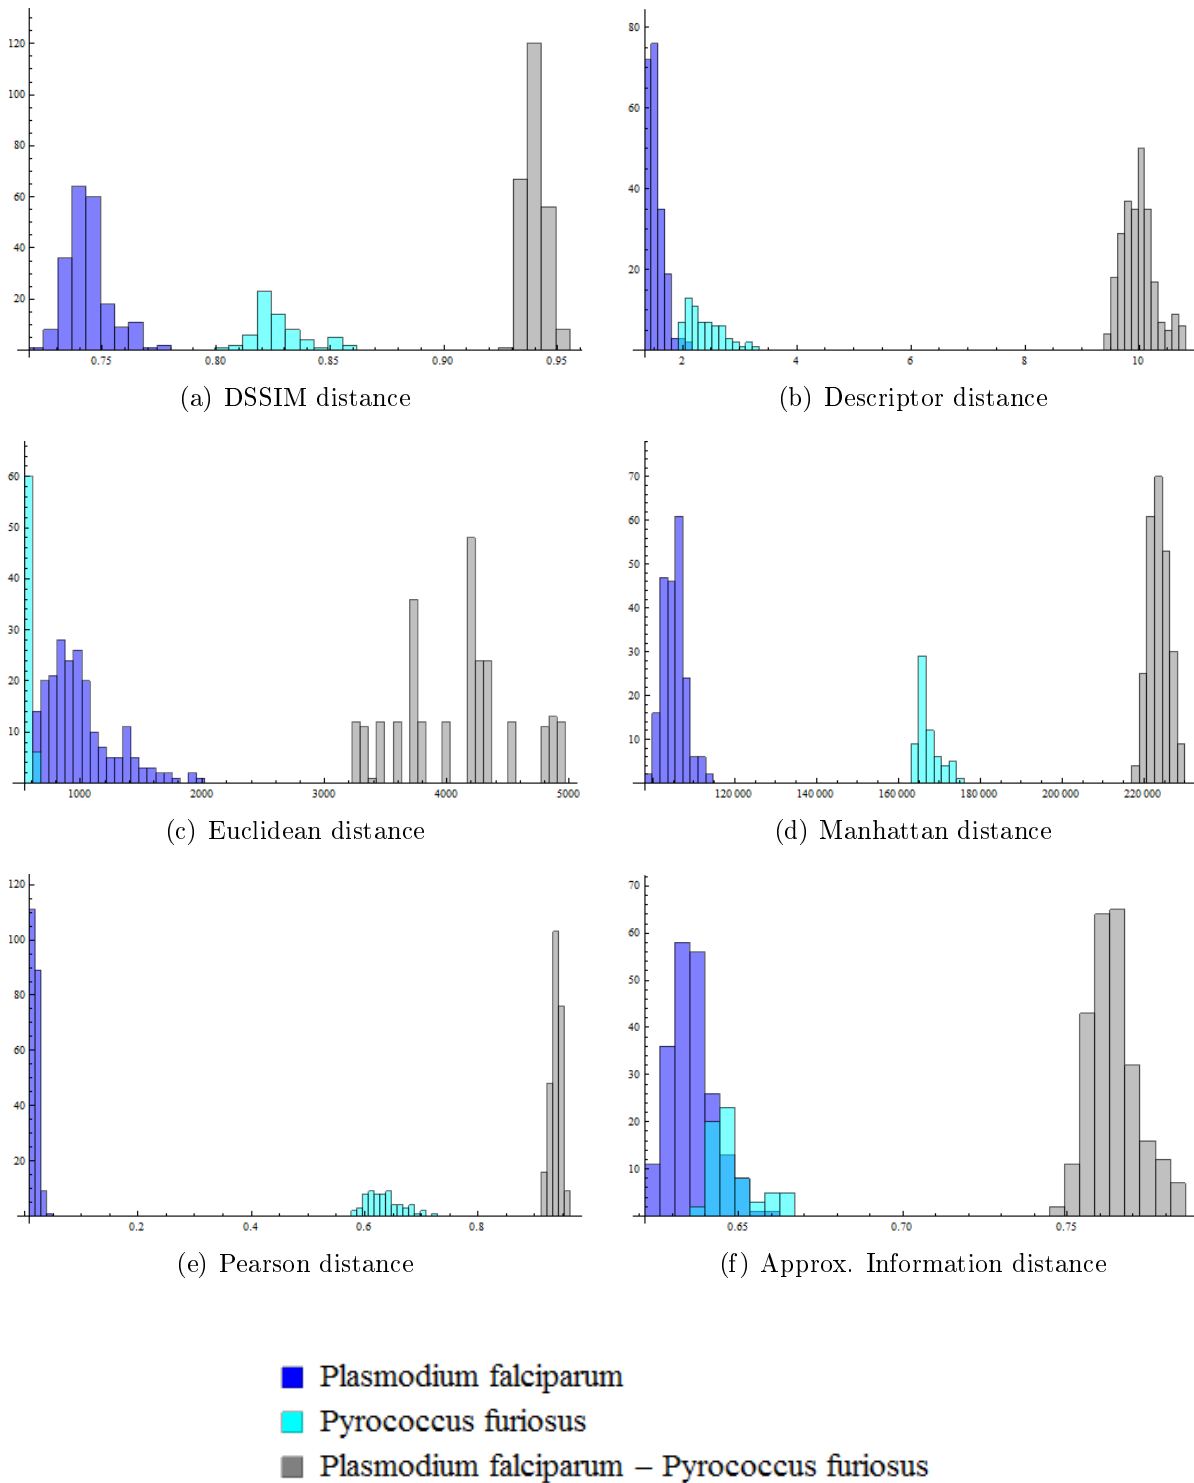 120
100
80
60
40
20
0.75 0.80 0.85 0.90 0.95
(a) DSSIM distance
80
60
40
20
2 4 6 8 10
(b) Descriptor distance
60
50
40
30
20
10
1000 2000 3000 4000 5000
(c) Euclidean distance
70
60
50
40
30
20
10
120 000 140 000 160 000 180 000 200 000 220 000
(d) Manhattan distance
120
100
80
60
40
20
0.2 0.4 0.6 0.8
(e) Pearson distance
70
60
50
40
30
20
10
0.65 0.70 0.75
(f) Approx. Information distance
Plasmodium falciparum
Pyrococcus furiosus
Plasmodium falciparum – Pyrococcus furiosus